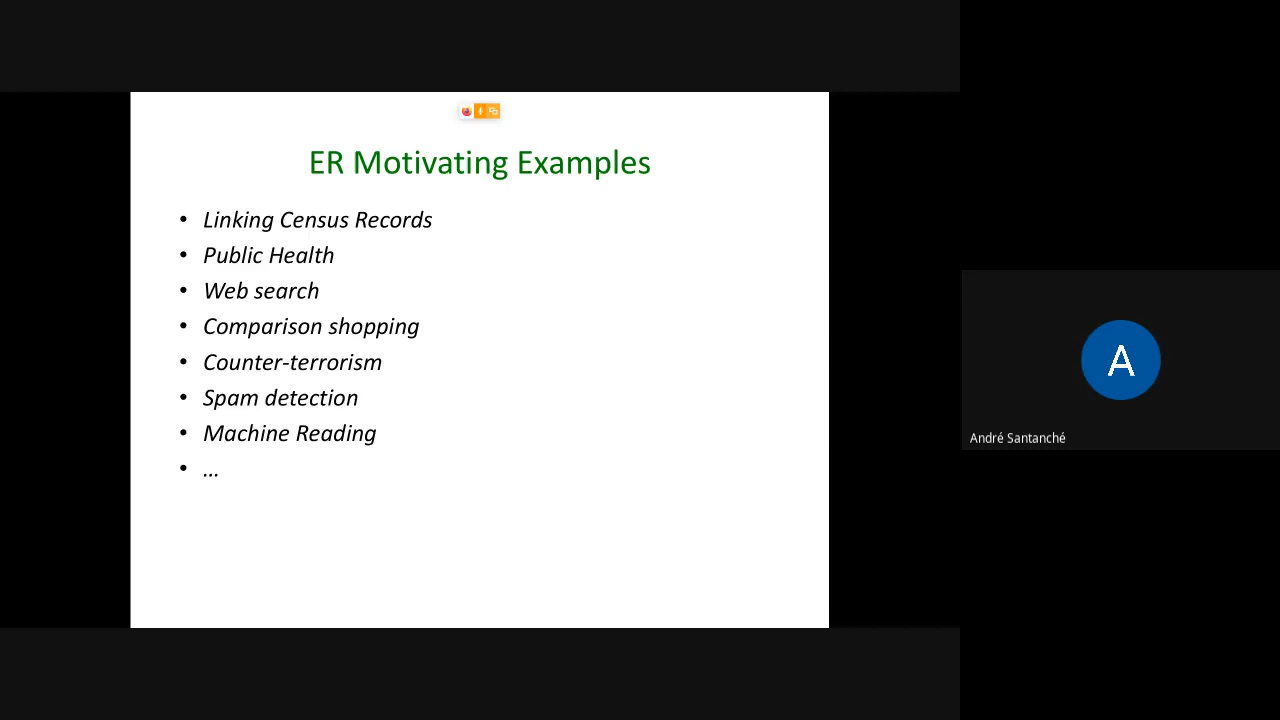 ER Motivating Examples
• Linking Census Records
• Public Health
• Web search
• Comparison shopping
• Counter-terrorism
• Spam detection
• Machine Reading
• ...
A
André Santanché